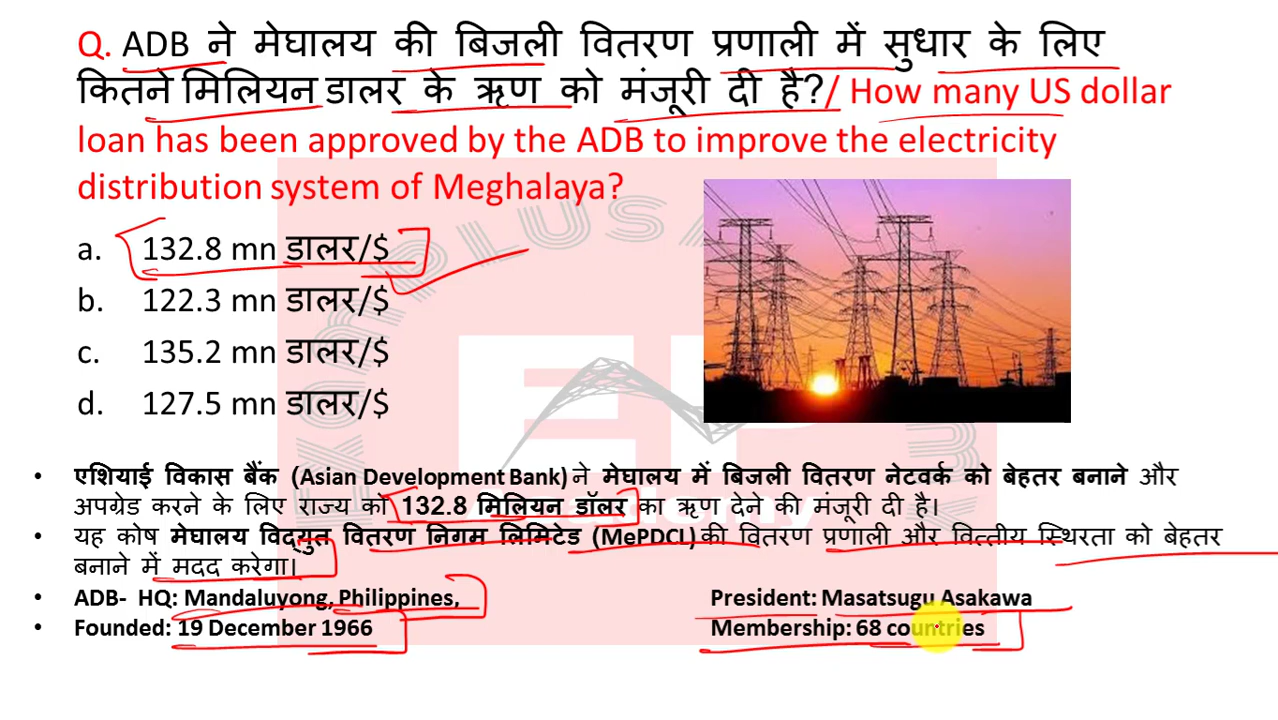 Q. ADB ने मेघालय की बिजली वितरण प्रणाली में सुधार के लिए
कितने मिलियन डालर के ऋण को मंजूरी दी है?/ How many US dollar
loan has been approved by the ADB to improve the electricity
distribution system of Meghalaya?
a. 132.8 mn डालर/$
b. 122.3 mn डालर/$
c. 135.2 mn डालर/$
d. 127.5 mn डालर/$
• एशियाई विकास बैंक (Asian Development Bank) ने मेघालय में बिजली वितरण नेटवर्क को बेहतर बनाने और
अपग्रेड करने के लिए राज्य को 132.8 मिलियन डॉलर का ऋण देने की मंजूरी दी है।
• यह कोष मेघालय विद्युत वितरण निगम लिमिटेड (MePDCL) की वितरण प्रणाली और वित्तीय स्थिरता को बेहतर
बनाने में मदद करेगा।
• ADB- HQ: Mandaluyong, Philippines, President: Masatsugu Asakawa
• Founded: 19 December 1966 Membership: 68 countries